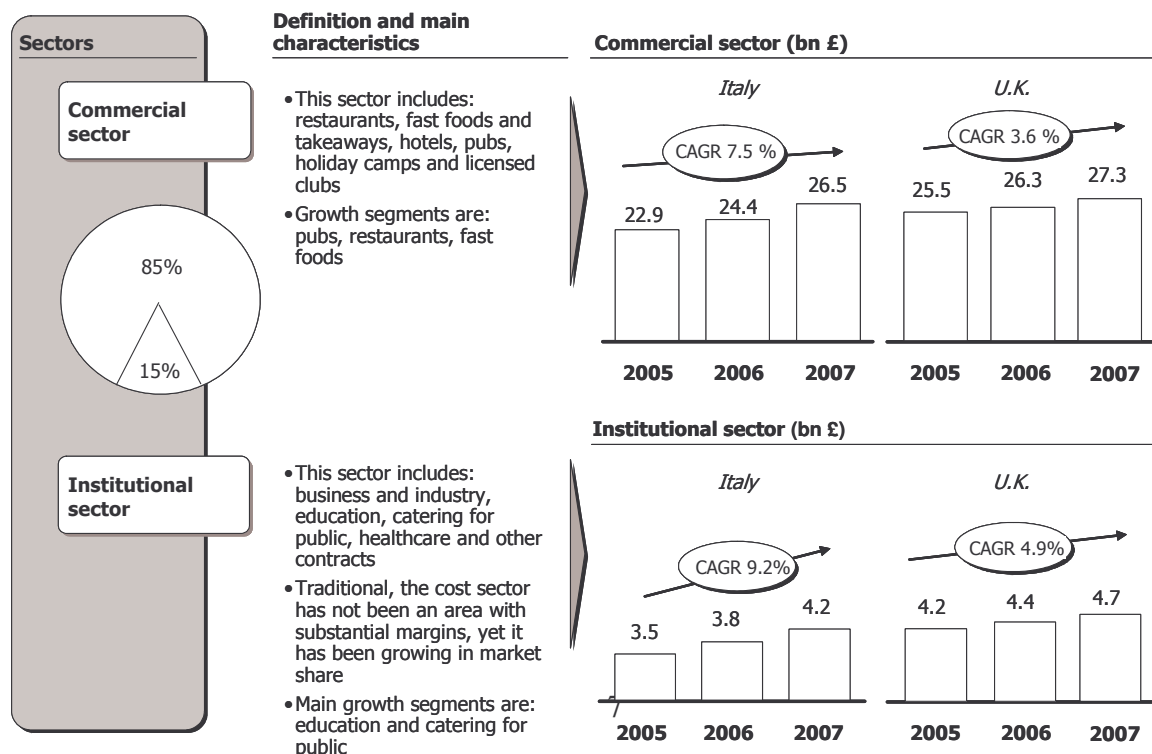 Sectors
Commercial
sector
85%
15%
Institutional
sector
Definition and main
characteristics
•This sector includes:
restaurants, fast foods and
takeaways, hotels, pubs,
holiday camps and licensed
clubs
•Growth segments are:
pubs, restaurants, fast
foods
•This sector includes:
business and industry,
education, catering for
public, healthcare and other
contracts
•Traditional, the cost sector
has not been an area with
substantial margins, yet it
has been growing in market
share
•Main growth segments are:
education and catering for
public
Commercial sector (bn £)
Italy
CAGR 7.5 %
22.9
24.4
26.5
2005
2006
2007
U.K.
CAGR 3.6 %
25.5
26.3
27.3
2005
2006
2007
Institutional sector (bn £)
Italy
CAGR 9.2%
3.5
3.8
4.2
2005
2006
2007
U.K.
CAGR 4.9%
4.2
4.4
4.7
2005
2006
2007